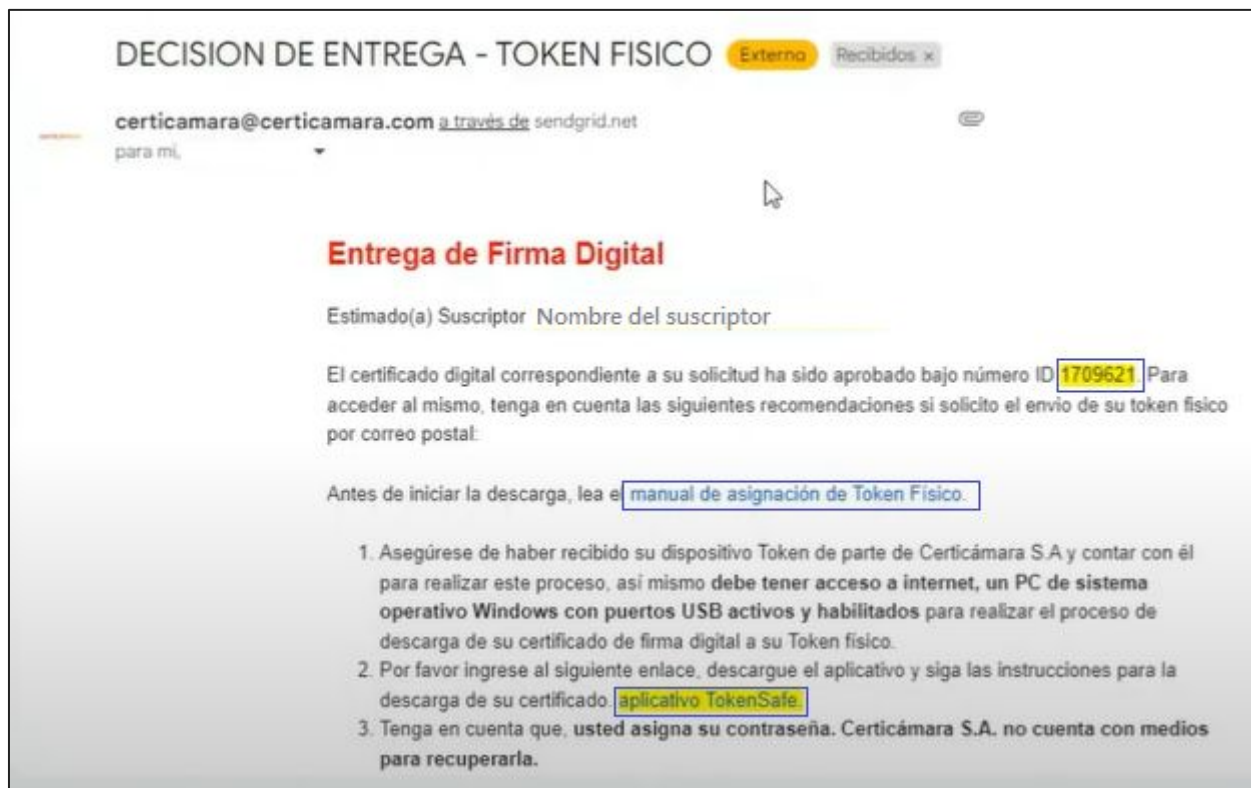 DECISION DE ENTREGA - TOKEN FISICO Externo Recibidos x
certicamara@certicamara.com a través de sendgrid.net
para mí,
Entrega de Firma Digital
Estimado(a) Suscriptor Nombre del suscriptor
El certificado digital correspondiente a su solicitud ha sido aprobado bajo número ID 1709621. Para
acceder al mismo, tenga en cuenta las siguientes recomendaciones si solicito el envio de su token físico
por correo postal:
Antes de iniciar la descarga, lea el manual de asignación de Token Físico.
1. Asegúrese de haber recibido su dispositivo Token de parte de Certicámara S.A y contar con él
para realizar este proceso, así mismo debe tener acceso a internet, un PC de sistema
operativo Windows con puertos USB activos y habilitados para realizar el proceso de
descarga de su certificado de firma digital a su Token físico.
2. Por favor ingrese al siguiente enlace, descargue el aplicativo y siga las instrucciones para la
descarga de su certificado. aplicativo TokenSafe.
3. Tenga en cuenta que, usted asigna su contraseña. Certicámara S.A. no cuenta con medios
para recuperarla.